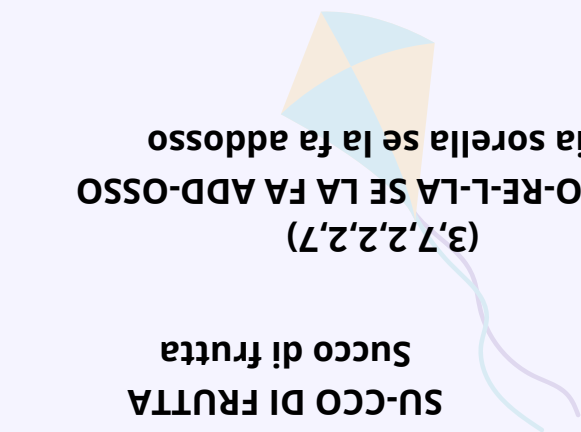 SU-CCO DI FRUTTA
Succo di frutta
(3,7,2,2,2,7)
O-RE-L-LA SE LA FA ADD-OSSO
ia sorella se la fa addosso